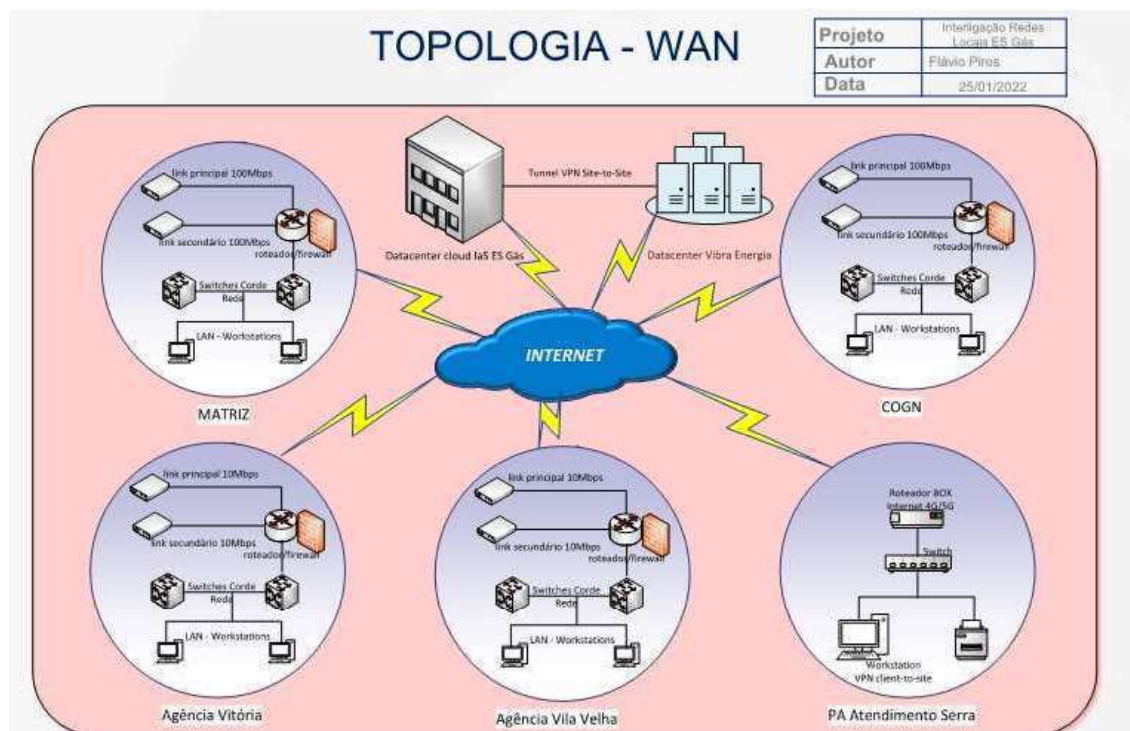 TOPOLOGIA - WAN
Projeto
Interligação Redes
Locais ES Gás
Autor
Flávio Piros
Data
25/01/2022
link principal 100Mbps
link secundário 100Mbps
roteador/firewall
Switches Corde
Rede
LAN - Workstations
MATRIZ
Tunnel VPN Site-to-Site
Datacenter cloud IaS ES Gás
Datacenter Vibra Energia
link principal 100Mbps
link secundário 100Mbps
roteador/firewall
Switches Corde
Rede
LAN - Workstations
COGN
INTERNET
link principal 10Mbps
link secundário 10Mbps
roteador/firewall
Switches Corde
Rede
LAN - Workstations
Agência Vitória
link principal 10Mbps
link secundário 10Mbps
roteador/firewall
Switches Corde
Rede
LAN - Workstations
Agência Vila Velha
Roteador BOX
Internet 4G/5G
Switch
Workstation
VPN client-to-site
PA Atendimento Serra